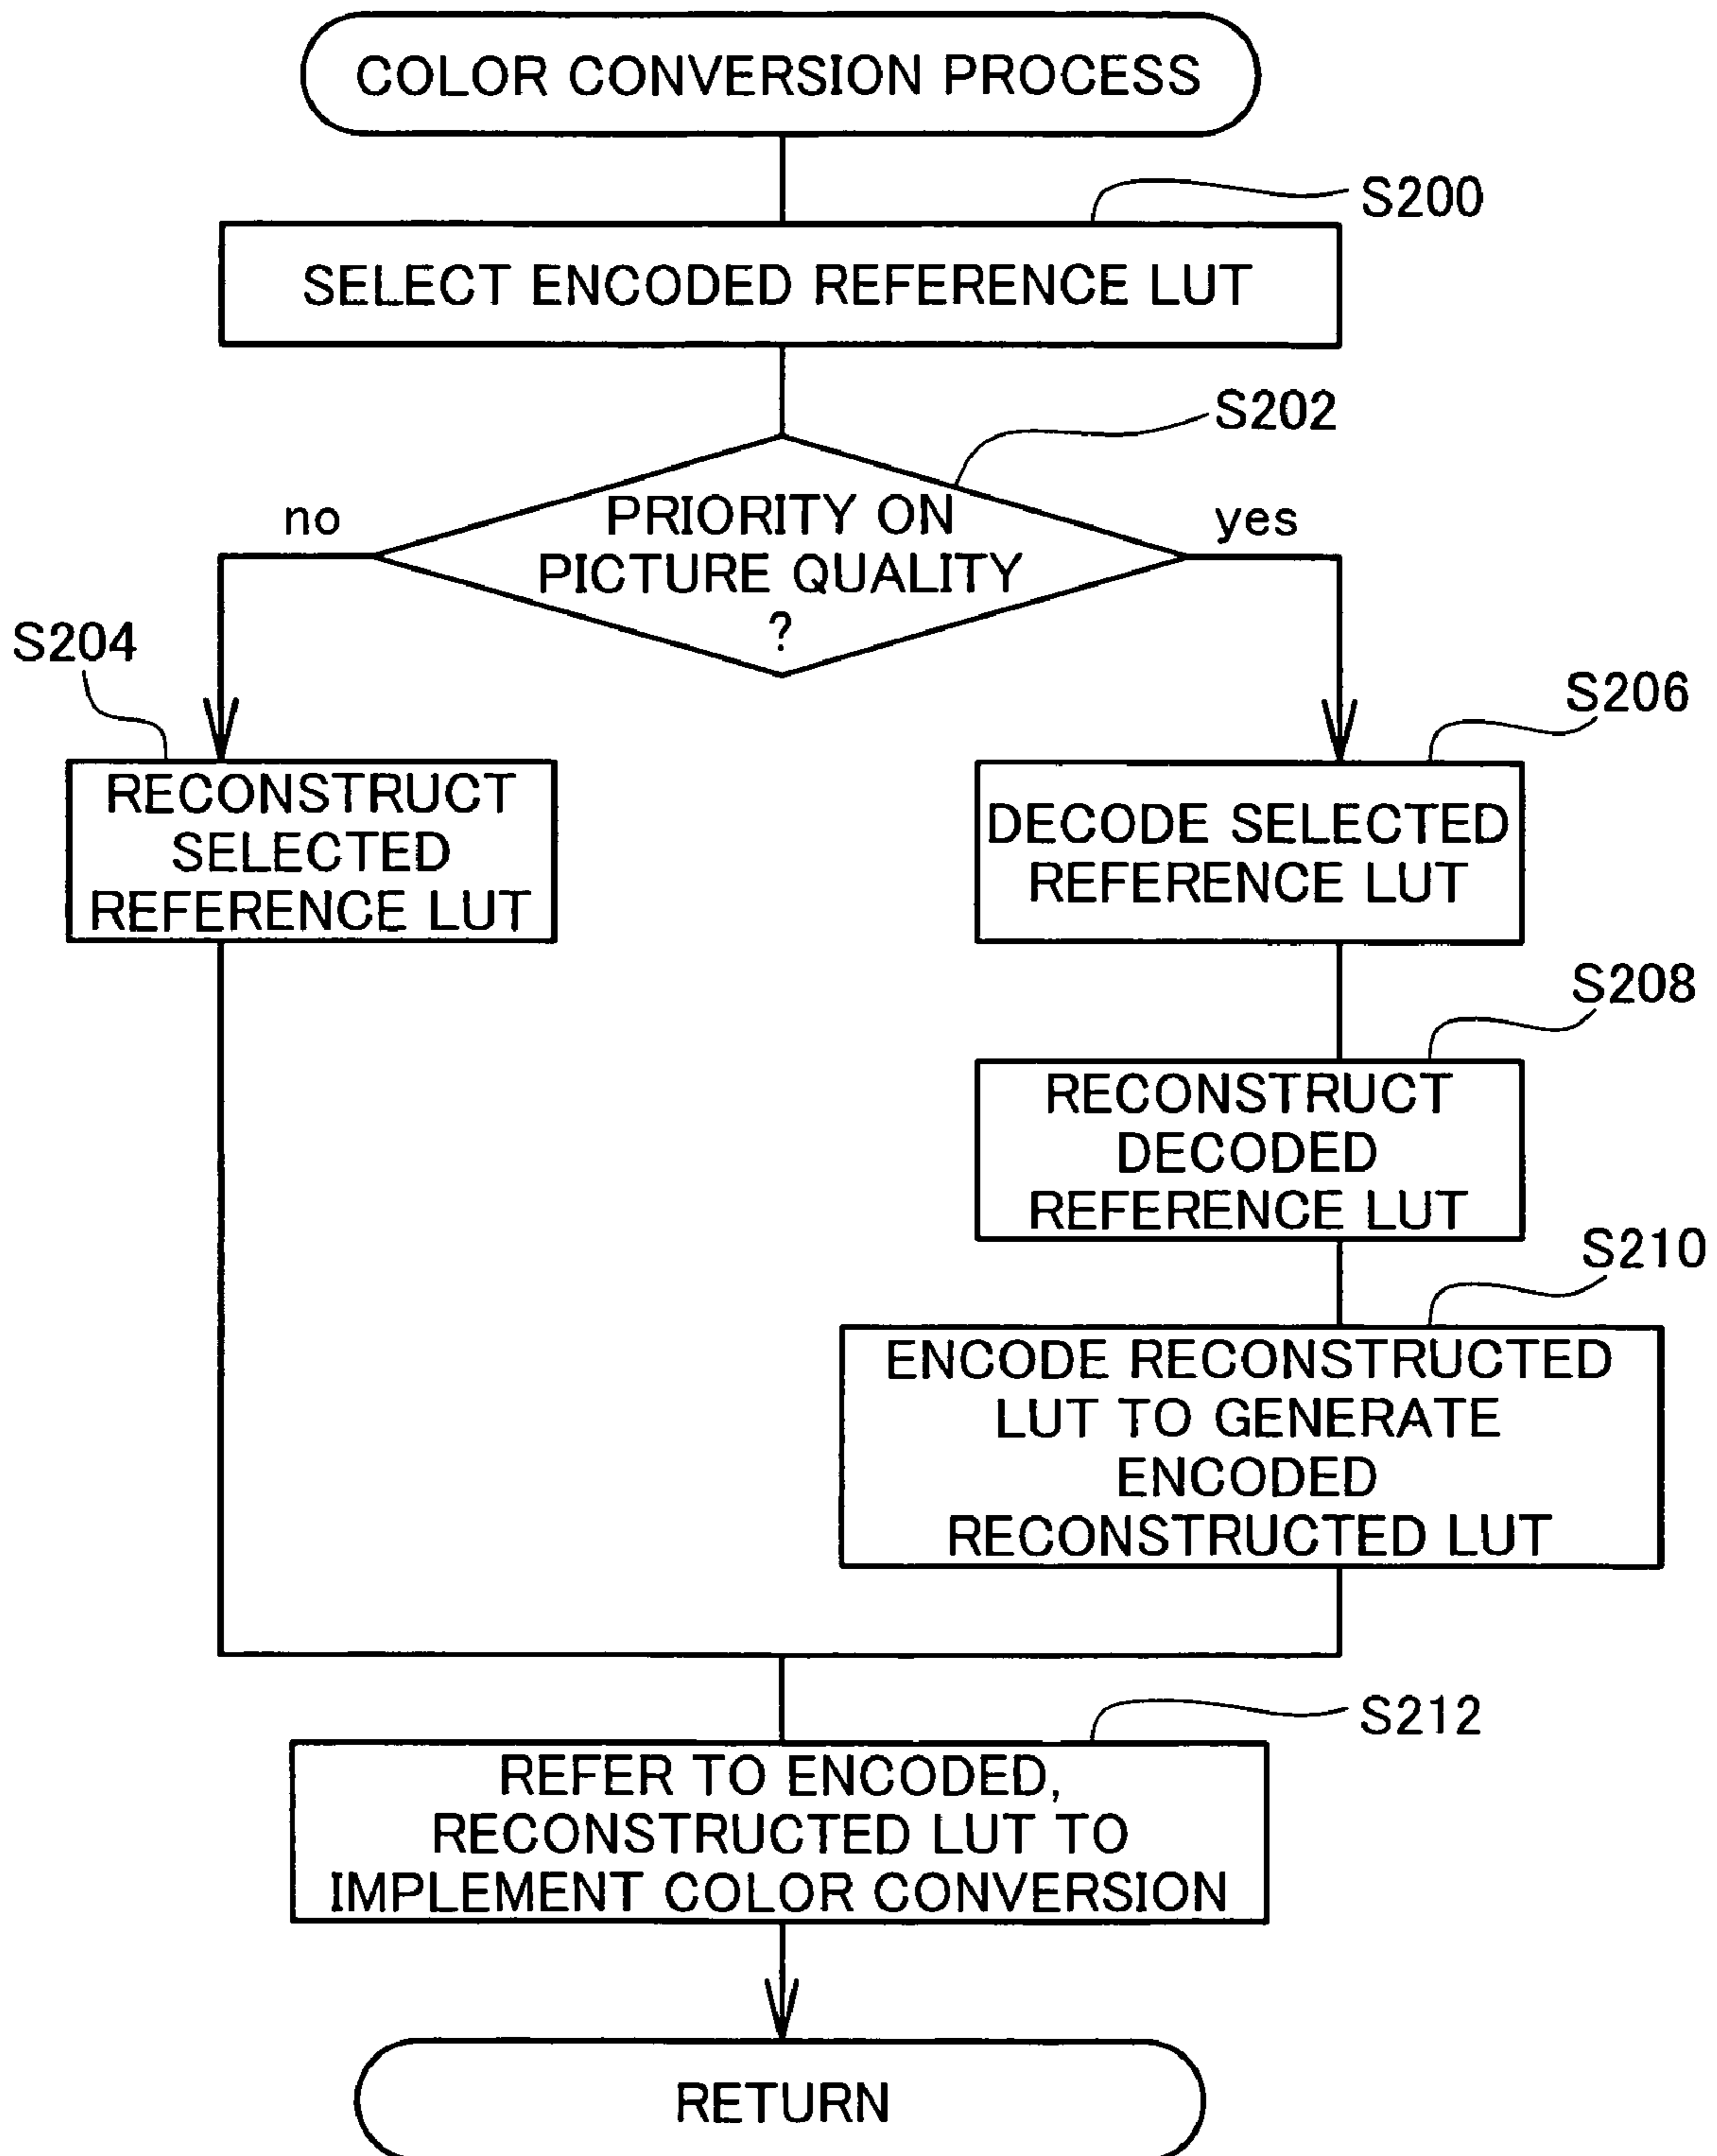 COLOR CONVERSION PROCESS
S200
SELECT ENCODED REFERENCE LUT
S202
PRIORITY ON
PICTURE QUALITY
?
no
yes
S204
RECONSTRUCT
SELECTED
REFERENCE LUT
S206
DECODE SELECTED
REFERENCE LUT
S208
RECONSTRUCT
DECODED
REFERENCE LUT
S210
ENCODE RECONSTRUCTED
LUT TO GENERATE
ENCODED
RECONSTRUCTED LUT
S212
REFER TO ENCODED,
RECONSTRUCTED LUT TO
IMPLEMENT COLOR CONVERSION
RETURN